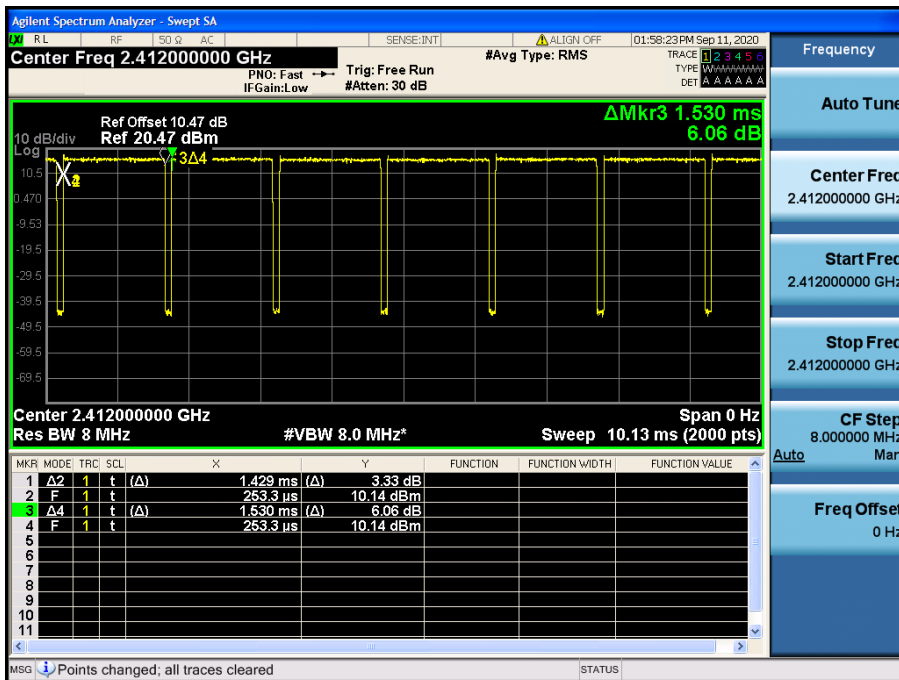 Agilent Spectrum Analyzer - Swept SA
LXI RL RF 50 Ω AC SENSE:INT ALIGN OFF 01:58:23 PM Sep 11, 2020
Center Freq 2.412000000 GHz
#Avg Type: RMS
TRACE 1 2 3 4 5 6
TYPE WWWWWW
DET A A A A A A
PNO: Fast
IFGain:Low
Trig: Free Run
#Atten: 30 dB
ΔMkr3 1.530 ms
6.06 dB
Ref Offset 10.47 dB
10 dB/div Ref 20.47 dBm
Log
3Δ4
10.5
2
0.470
-9.53
-19.5
-29.5
-39.5
-49.5
-59.5
-69.5
Center 2.412000000 GHz Span 0 Hz
Res BW 8 MHz #VBW 8.0 MHz* Sweep 10.13 ms (2000 pts)
MKR MODE TRC SCL X Y FUNCTION FUNCTION WIDTH FUNCTION VALUE
1 Δ2 1 t (Δ) 1.429 ms (Δ) 3.33 dB
2 F 1 t 253.3 µs 10.14 dBm
3 Δ4 1 t (Δ) 1.530 ms (Δ) 6.06 dB
4 F 1 t 253.3 µs 10.14 dBm
5
6
7
8
9
10
11
MSG Points changed; all traces cleared STATUS
Frequency
Auto Tune
Center Freq
2.412000000 GHz
Start Freq
2.412000000 GHz
Stop Freq
2.412000000 GHz
CF Step
8.000000 MHz
Auto Man
Freq Offset
0 Hz